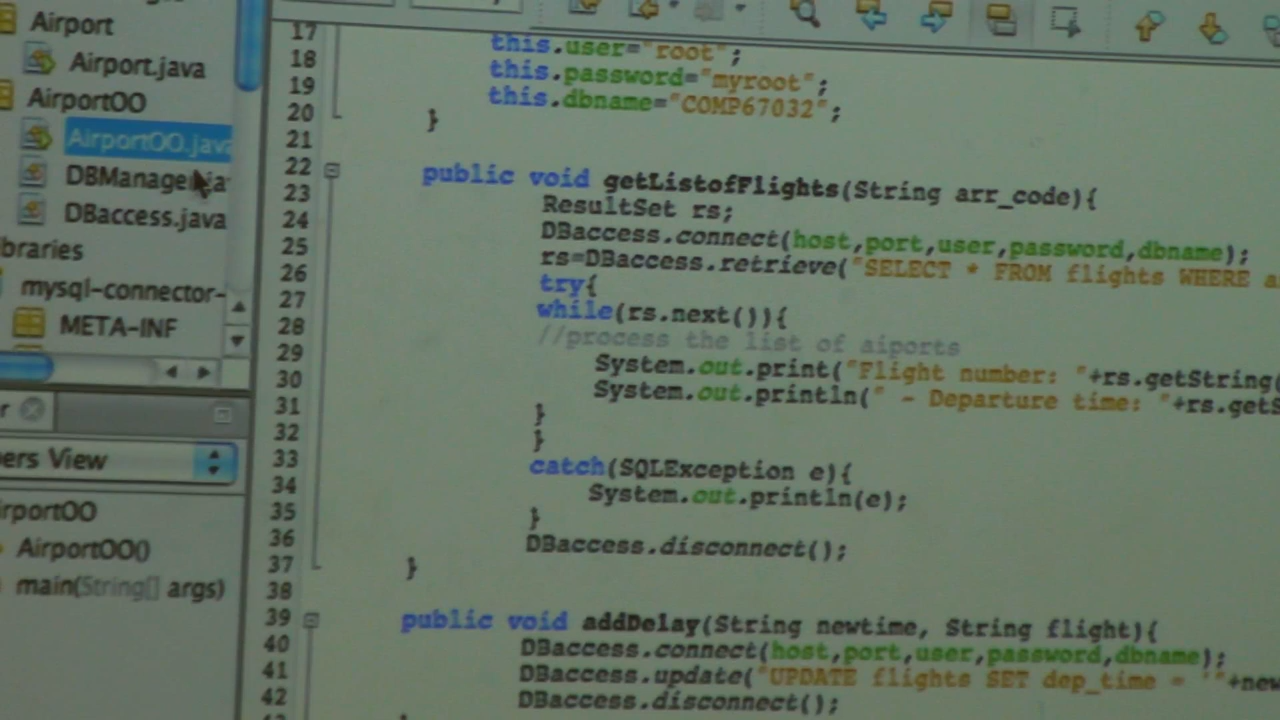 Airport
Airport.java
AirportOO
AirportOO.java
DBManage
DBaccess.java
braries
mysql-connector-
META-INF
ers View
irportOO
AirportOO()
main(String[] args)
17
18 this.user="root";
19 this.password="myroot";
20 this.dbname="COMP67032";
21 }
22
23 public void getListofFlights(String arr_code){
24 ResultSet rs;
25 DBaccess.connect(host,port,user,password,dbname);
26 rs=DBaccess.retrieve("SELECT * FROM flights WHERE a
27 try{
28 while(rs.next()){
29 //process the list of aiports
30 System.out.print("Flight number: "+rs.getString(
31 System.out.println(" - Departure time: "+rs.getS
32 }
33 }
34 catch(SQLException e){
35 System.out.println(e);
36 }
37 DBaccess.disconnect();
38 }
39
40 public void addDelay(String newtime, String flight){
41 DBaccess.connect(host,port,user,password,dbname);
42 DBaccess.update("UPDATE flights SET dep_time = '"+new
DBaccess.disconnect();